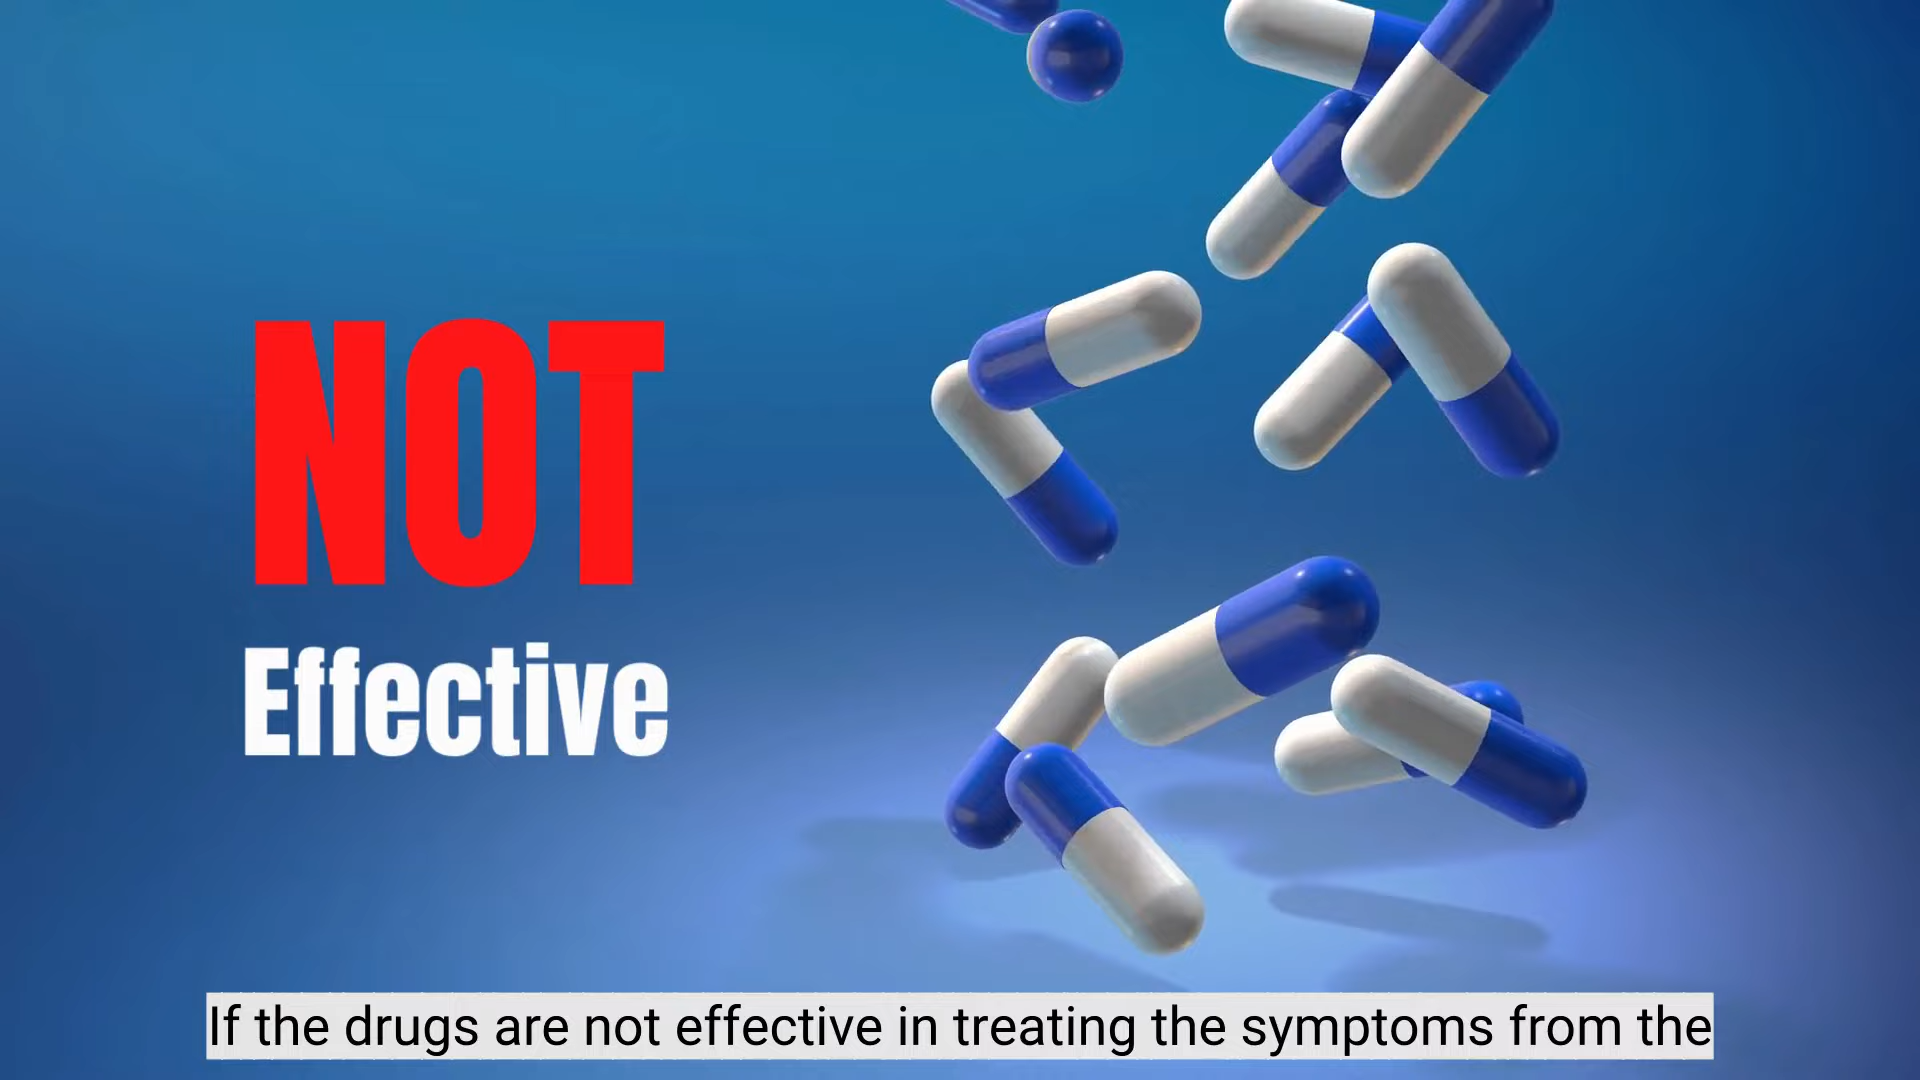 NOT
Effective
If the drugs are not effective in treating the symptoms from the